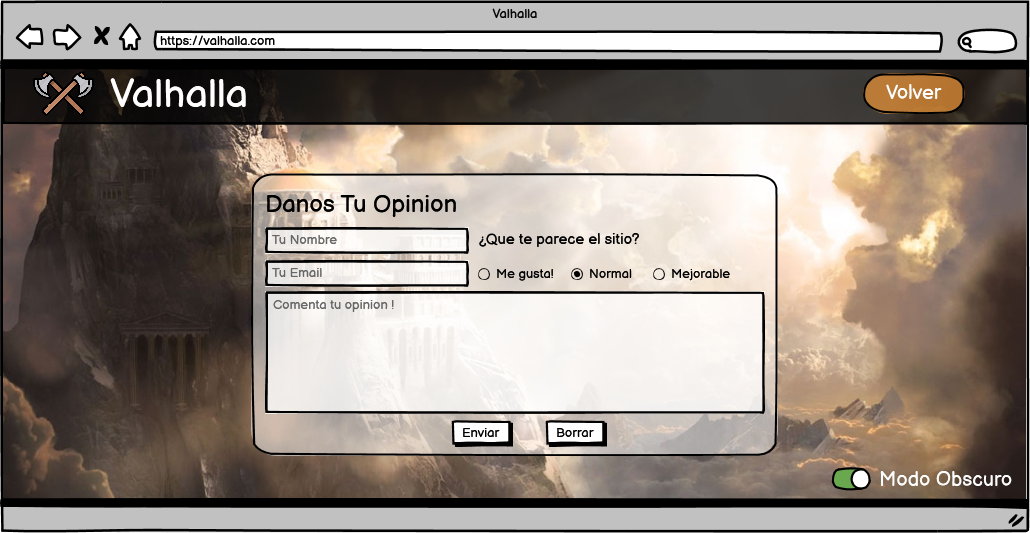 Valhalla
https://valhalla.com
Valhalla
Volver
Danos Tu Opinion
Tu Nombre
¿Que te parece el sitio?
Tu Email
Me gusta!
Normal
Mejorable
Comenta tu opinion !
Enviar
Borrar
Modo Obscuro